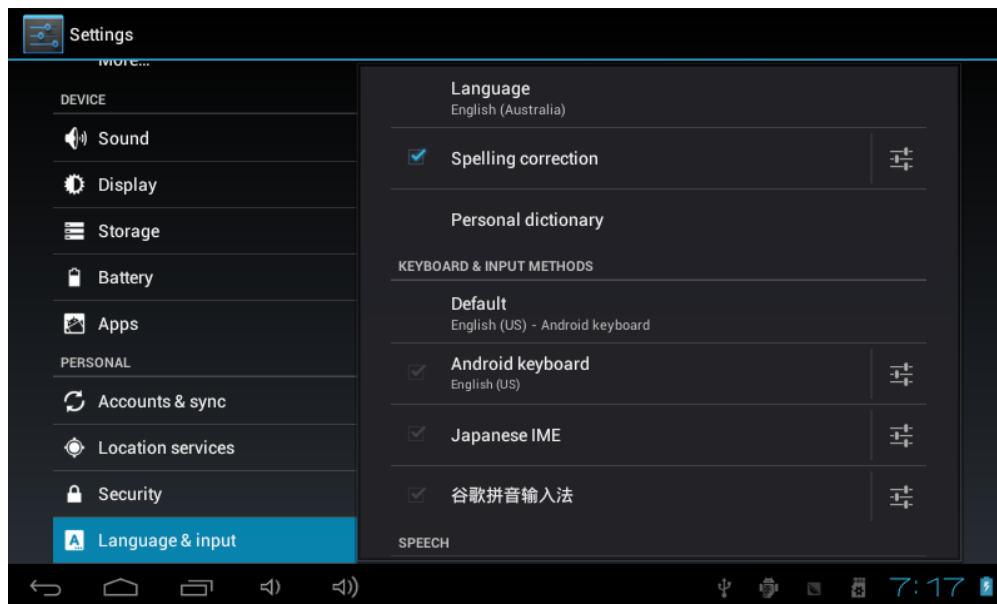 Settings
More...
DEVICE
Sound
Display
Storage
Battery
Apps
PERSONAL
Accounts & sync
Location services
Security
Language & input
Language
English (Australia)
Spelling correction
Personal dictionary
KEYBOARD & INPUT METHODS
Default
English (US) - Android keyboard
Android keyboard
English (US)
Japanese IME
谷歌拼音输入法
SPEECH
7:17